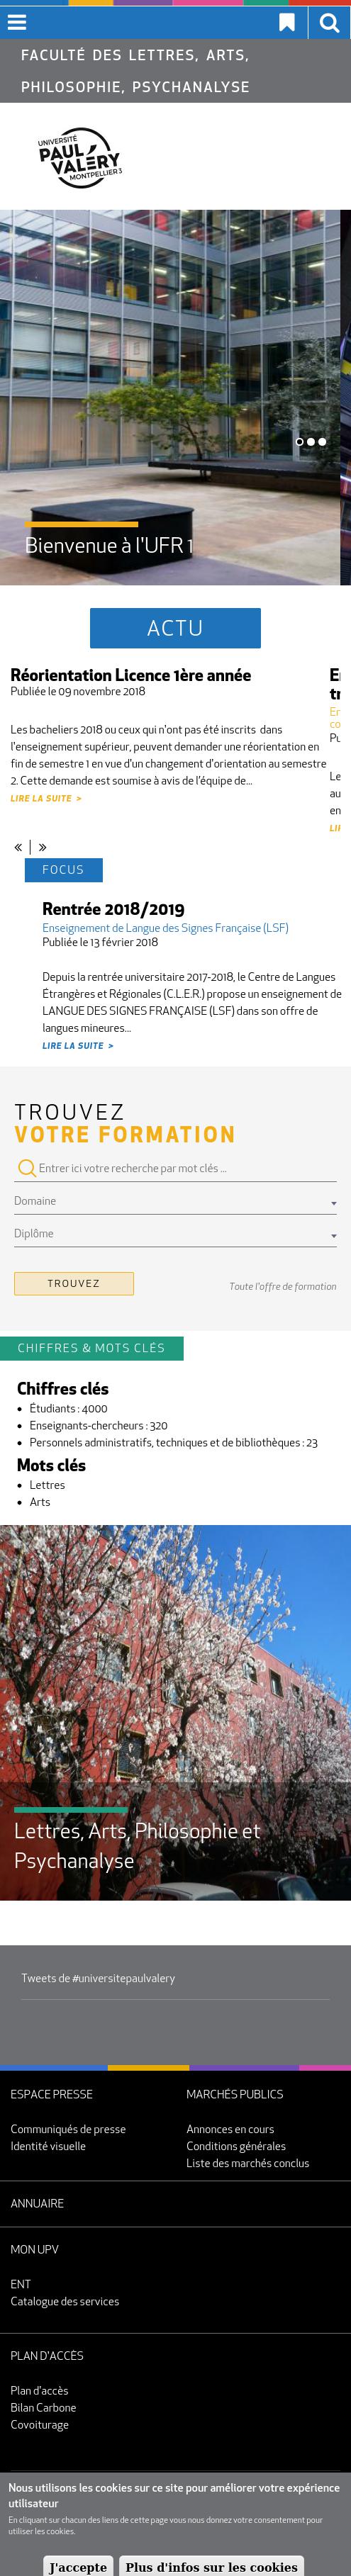 FACULTÉ DES LETTRES, ARTS,
PHILOSOPHIE, PSYCHANALYSE
UNIVERSITÉ
PAUL
VALÉRY
MONTPELLIER 3
Bienvenue à l'UFR 1
ACTU
Réorientation Licence 1ère année
Publiée le 09 novembre 2018
Les bacheliers 2018 ou ceux qui n'ont pas été inscrits dans
l'enseignement supérieur, peuvent demander une réorientation en
fin de semestre 1 en vue d'un changement d'orientation au semestre
2. Cette demande est soumise à avis de l'équipe de...
LIRE LA SUITE >
FOCUS
Rentrée 2018/2019
Enseignement de Langue des Signes Française (LSF)
Publiée le 13 février 2018
Depuis la rentrée universitaire 2017-2018, le Centre de Langues
Étrangères et Régionales (C.L.E.R.) propose un enseignement de
LANGUE DES SIGNES FRANÇAISE (LSF) dans son offre de
langues mineures...
LIRE LA SUITE >
TROUVEZ
VOTRE FORMATION
Entrer ici votre recherche par mot clés ...
Domaine
Diplôme
TROUVEZ
Toute l'offre de formation
CHIFFRES & MOTS CLÉS
Chiffres clés
• Étudiants : 4000
• Enseignants-chercheurs : 320
• Personnels administratifs, techniques et de bibliothèques : 23
Mots clés
• Lettres
• Arts
Lettres, Arts, Philosophie et
Psychanalyse
Tweets de #universitepaulvalery
ESPACE PRESSE
Communiqués de presse
Identité visuelle
MARCHÉS PUBLICS
Annonces en cours
Conditions générales
Liste des marchés conclus
ANNUAIRE
MON UPV
ENT
Catalogue des services
PLAN D'ACCÈS
Plan d'accès
Bilan Carbone
Covoiturage
Nous utilisons les cookies sur ce site pour améliorer votre expérience
utilisateur
En cliquant sur chacun des liens de cette page vous nous donnez votre consentement pour
utiliser les cookies.
J'accepte
Plus d'infos sur les cookies